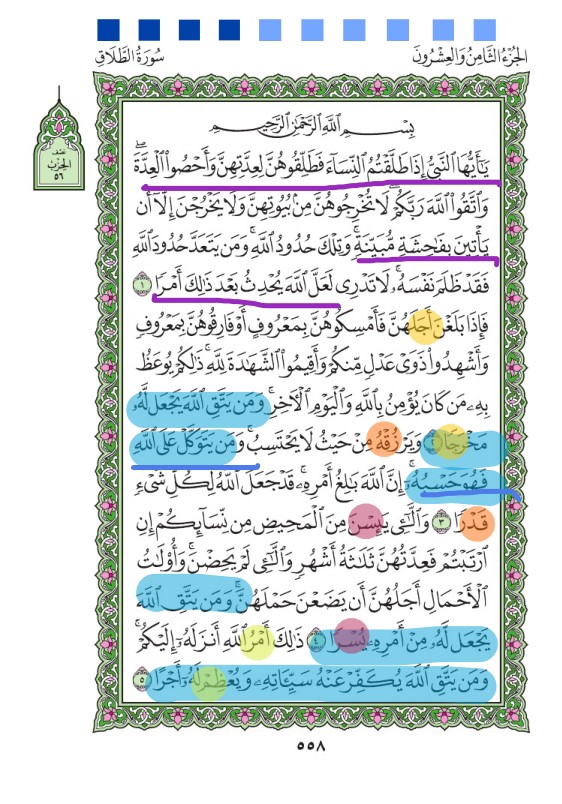 الجُزْءُ الثَّامِنُ وَالعِشْرُونَ
سُورَةُ الطَّلَاقِ
نصف
الحزب
٥٦
بِسْمِ ٱللَّهِ ٱلرَّحْمَٰنِ ٱلرَّحِيمِ
يَٰٓأَيُّهَا ٱلنَّبِيُّ إِذَا طَلَّقْتُمُ ٱلنِّسَآءَ فَطَلِّقُوهُنَّ لِعِدَّتِهِنَّ وَأَحْصُوا۟ ٱلْعِدَّةَۖ
وَٱتَّقُوا۟ ٱللَّهَ رَبَّكُمْۖ لَا تُخْرِجُوهُنَّ مِنۢ بُيُوتِهِنَّ وَلَا يَخْرُجْنَ إِلَّآ أَن
يَأْتِينَ بِفَٰحِشَةٍ مُّبَيِّنَةٍۚ وَتِلْكَ حُدُودُ ٱللَّهِۚ وَمَن يَتَعَدَّ حُدُودَ ٱللَّهِ
فَقَدْ ظَلَمَ نَفْسَهُۥۚ لَا تَدْرِى لَعَلَّ ٱللَّهَ يُحْدِثُ بَعْدَ ذَٰلِكَ أَمْرًا ١
فَإِذَا بَلَغْنَ أَجَلَهُنَّ فَأَمْسِكُوهُنَّ بِمَعْرُوفٍ أَوْ فَارِقُوهُنَّ بِمَعْرُوفٍ
وَأَشْهِدُوا۟ ذَوَىْ عَدْلٍ مِّنكُمْ وَأَقِيمُوا۟ ٱلشَّهَٰدَةَ لِلَّهِۚ ذَٰلِكُمْ يُوعَظُ
بِهِۦ مَن كَانَ يُؤْمِنُ بِٱللَّهِ وَٱلْيَوْمِ ٱلْءَاخِرِۚ وَمَن يَتَّقِ ٱللَّهَ يَجْعَل لَّهُۥ
مَخْرَجًا ٢ وَيَرْزُقْهُ مِنْ حَيْثُ لَا يَحْتَسِبُۚ وَمَن يَتَوَكَّلْ عَلَى ٱللَّهِ
فَهُوَ حَسْبُهُۥٓۚ إِنَّ ٱللَّهَ بَٰلِغُ أَمْرِهِۦۚ قَدْ جَعَلَ ٱللَّهُ لِكُلِّ شَىْءٍ
قَدْرًا ٣ وَٱلَّٰٓـِٔى يَئِسْنَ مِنَ ٱلْمَحِيضِ مِن نِّسَآئِكُمْ إِنِ
ٱرْتَبْتُمْ فَعِدَّتُهُنَّ ثَلَٰثَةُ أَشْهُرٍ وَٱلَّٰٓـِٔى لَمْ يَحِضْنَۚ وَأُو۟لَٰتُ
ٱلْأَحْمَالِ أَجَلُهُنَّ أَن يَضَعْنَ حَمْلَهُنَّۚ وَمَن يَتَّقِ ٱللَّهَ
يَجْعَل لَّهُۥ مِنْ أَمْرِهِۦ يُسْرًا ٤ ذَٰلِكَ أَمْرُ ٱللَّهِ أَنزَلَهُۥٓ إِلَيْكُمْۚ
وَمَن يَتَّقِ ٱللَّهَ يُكَفِّرْ عَنْهُ سَيِّـَٔاتِهِۦ وَيُعْظِمْ لَهُۥٓ أَجْرًا ٥
٥٥٨